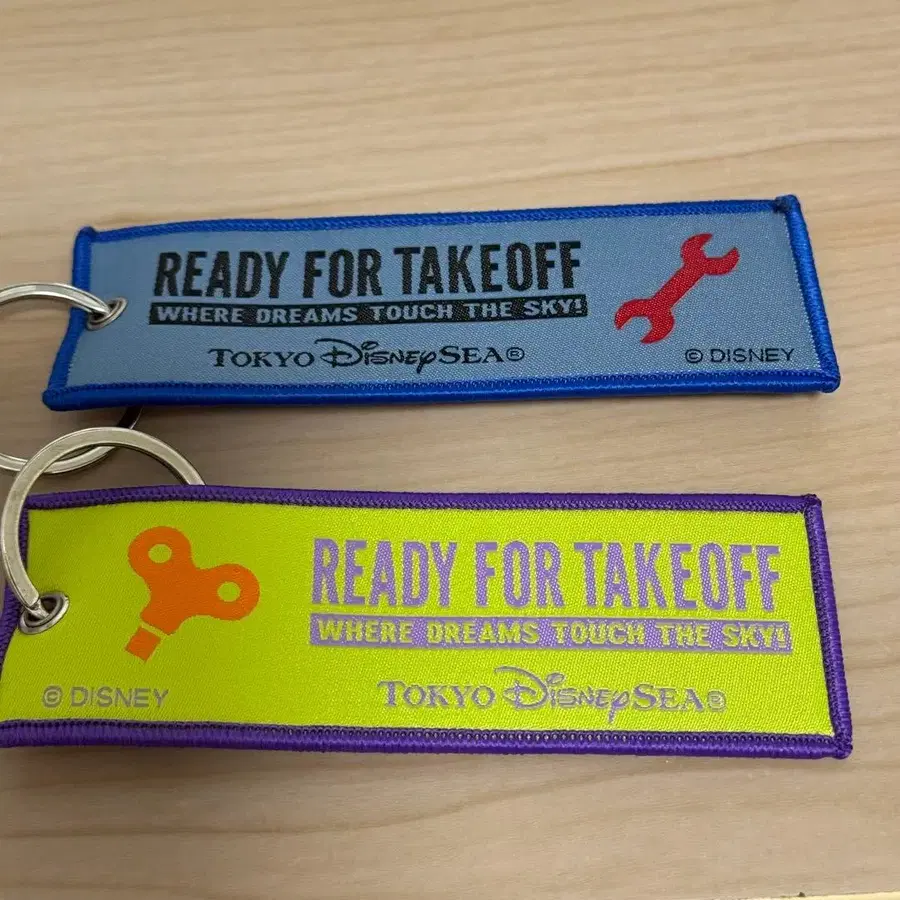 READY FOR TAKEOFF
WHERE DREAMS TOUCH THE SKY!
TOKYO DISNEYSEA®
© DISNEY
READY FOR TAKEOFF
WHERE DREAMS TOUCH THE SKY!
© DISNEY
TOKYO DISNEYSEA®